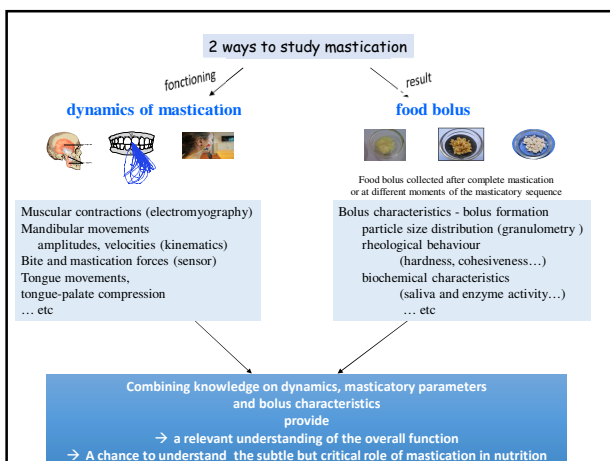 2 ways to study mastication
fonctioning
result
dynamics of mastication
food bolus
Food bolus collected after complete mastication
or at different moments of the masticatory sequence
Muscular contractions (electromyography)
Mandibular movements
amplitudes, velocities (kinematics)
Bite and mastication forces (sensor)
Tongue movements,
tongue-palate compression
… etc
Bolus characteristics - bolus formation
particle size distribution (granulometry )
rheological behaviour
(hardness, cohesiveness…)
biochemical characteristics
(saliva and enzyme activity…)
… etc
Combining knowledge on dynamics, masticatory parameters
and bolus characteristics
provide
→ a relevant understanding of the overall function
→ A chance to understand the subtle but critical role of mastication in nutrition